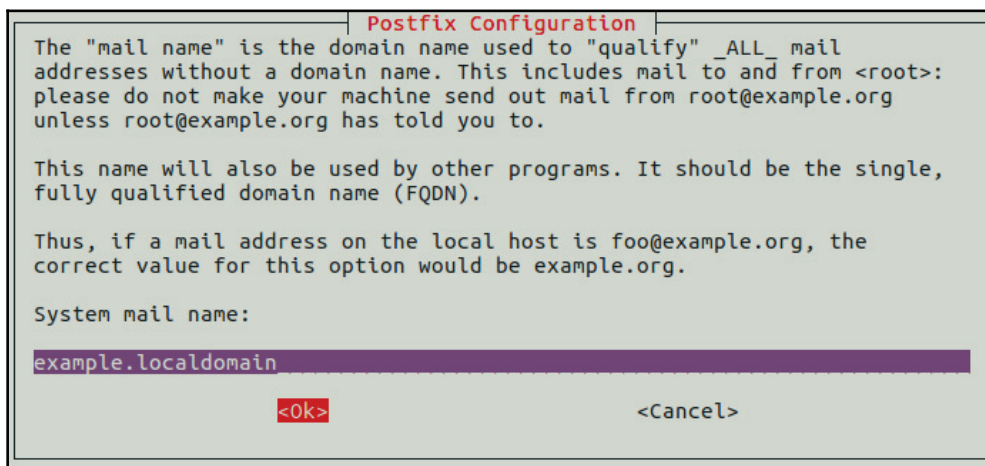 Postfix Configuration
The "mail name" is the domain name used to "qualify" _ALL_ mail
addresses without a domain name. This includes mail to and from <root>:
please do not make your machine send out mail from root@example.org
unless root@example.org has told you to.
This name will also be used by other programs. It should be the single,
fully qualified domain name (FQDN).
Thus, if a mail address on the local host is foo@example.org, the
correct value for this option would be example.org.
System mail name:
example.localdomain
<Ok> <Cancel>